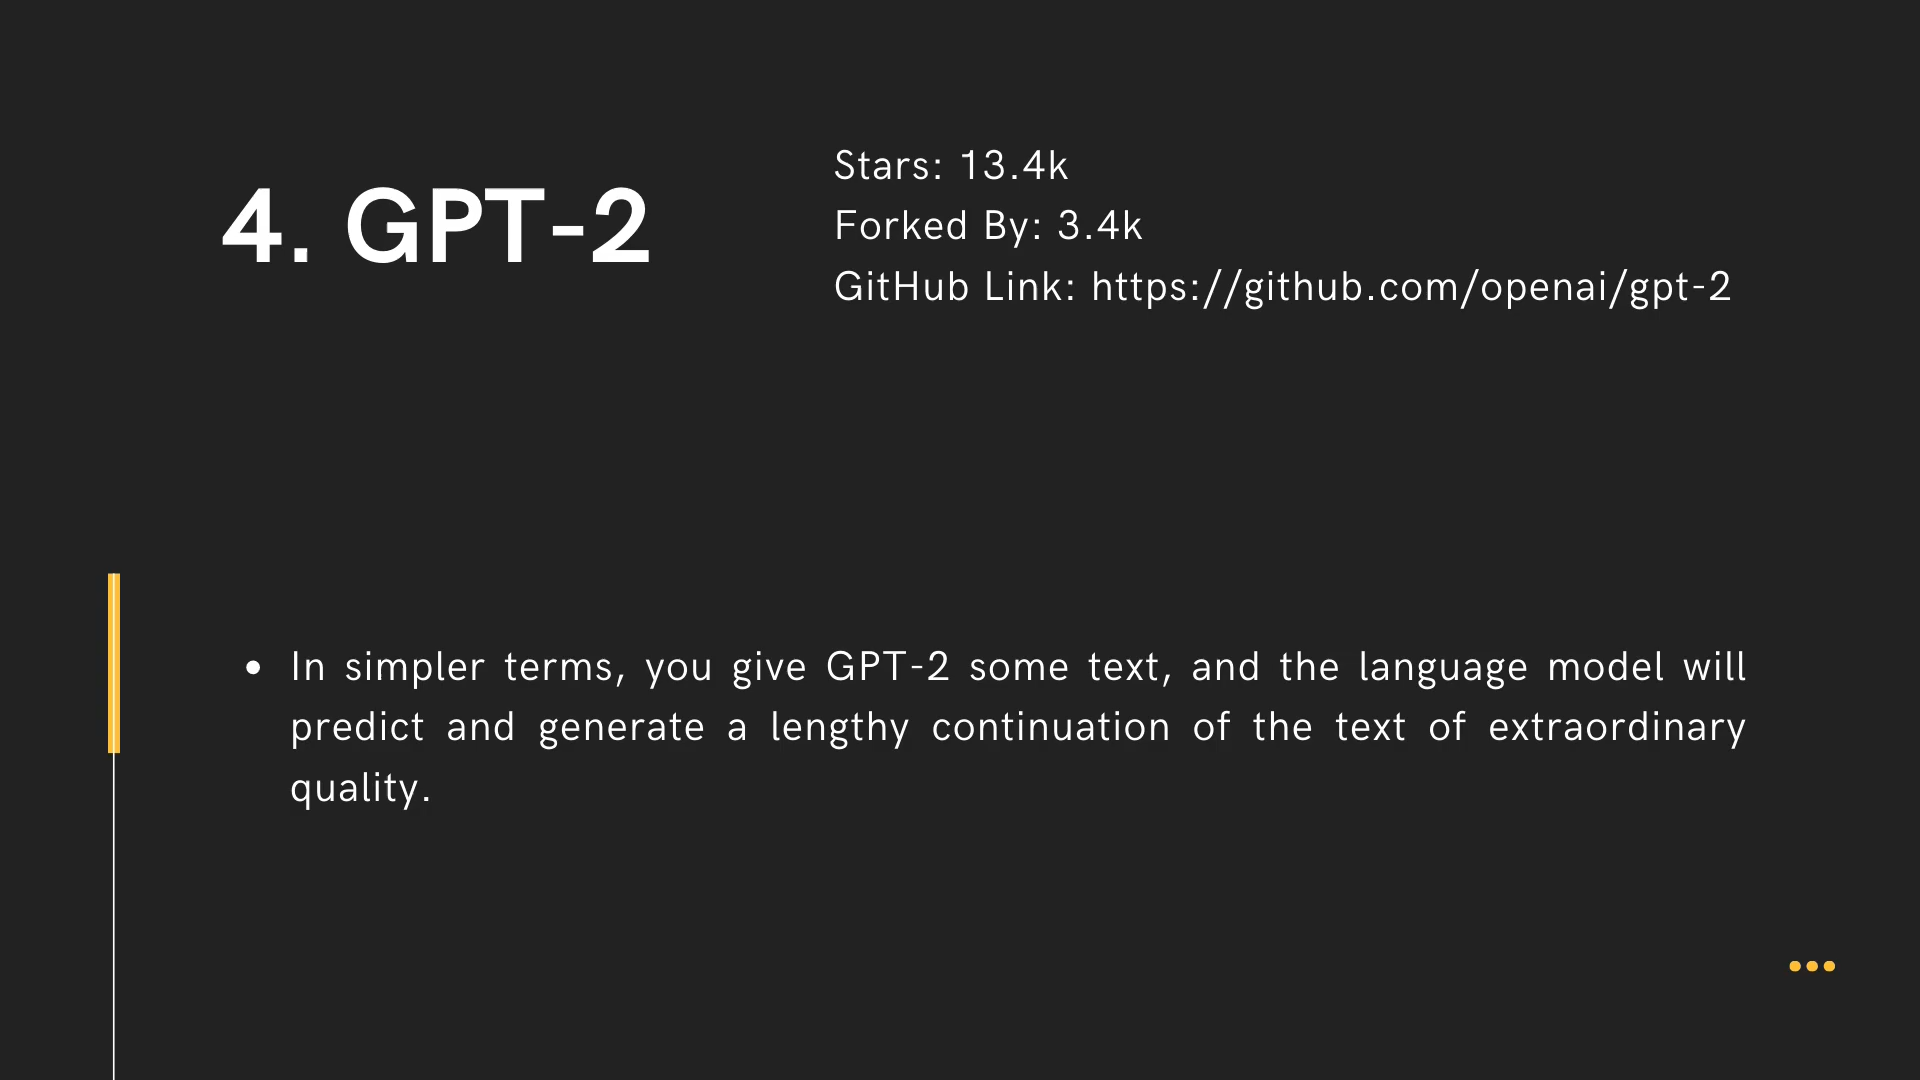 4. GPT-2
Stars: 13.4k
Forked By: 3.4k
GitHub Link: https://github.com/openai/gpt-2
• In simpler terms, you give GPT-2 some text, and the language model will
predict and generate a lengthy continuation of the text of extraordinary
quality.